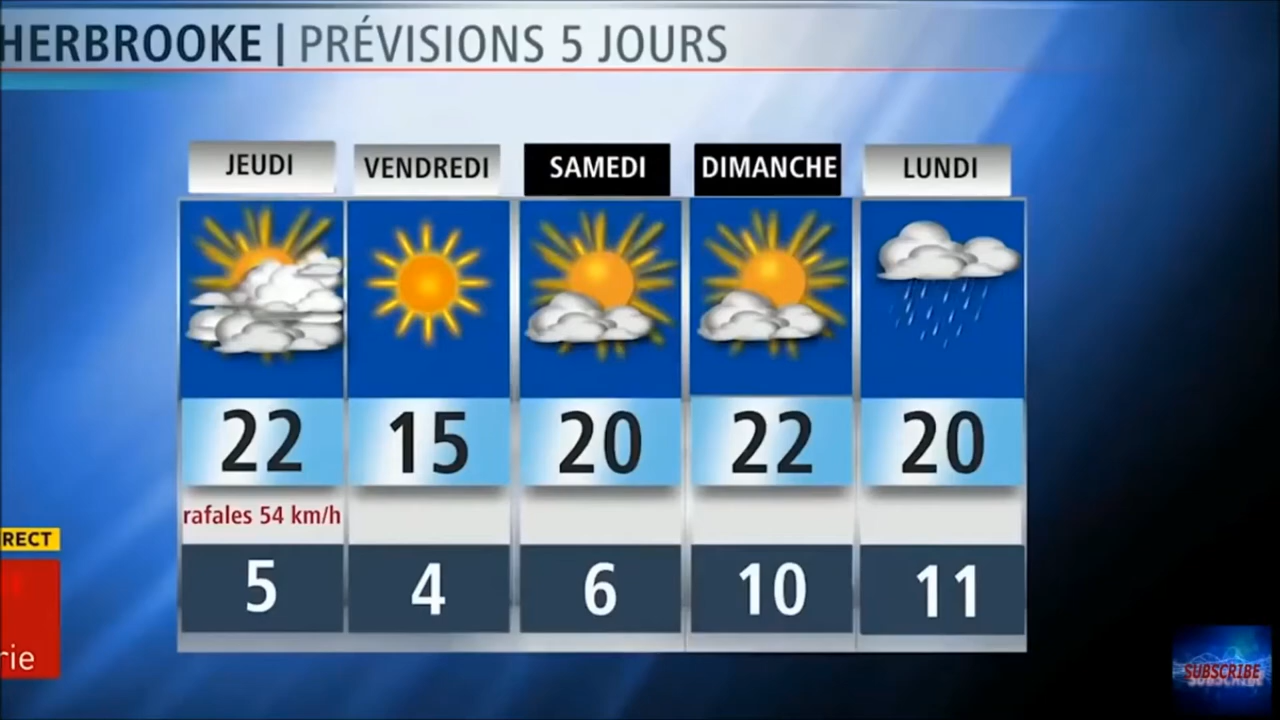 HERBROOKE | PRÉVISIONS 5 JOURS
JEUDI VENDREDI SAMEDI DIMANCHE LUNDI
22 15 20 22 20
rafales 54 km/h
RECT
5 4 6 10 11
rie
SUBSCRIBE